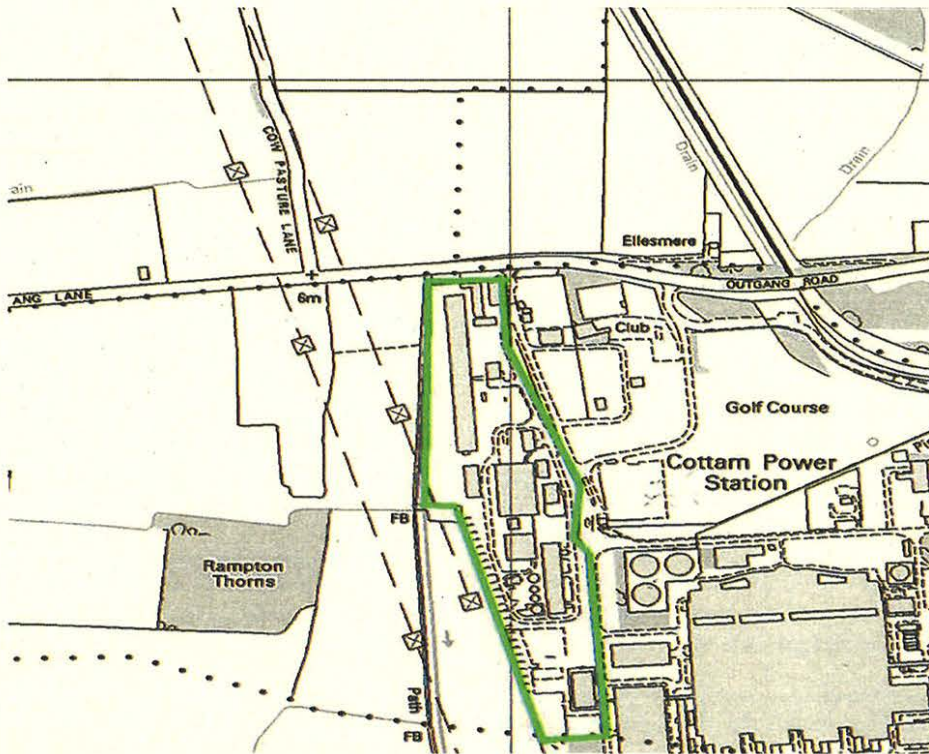 COW PASTURE LANE
Drain
Drain
ain
Ellesmere
ANG LANE
6m
OUTGANG ROAD
Club
Golf Course
Cottam Power
Station
FB
Rampton
Thorns
Path
FB